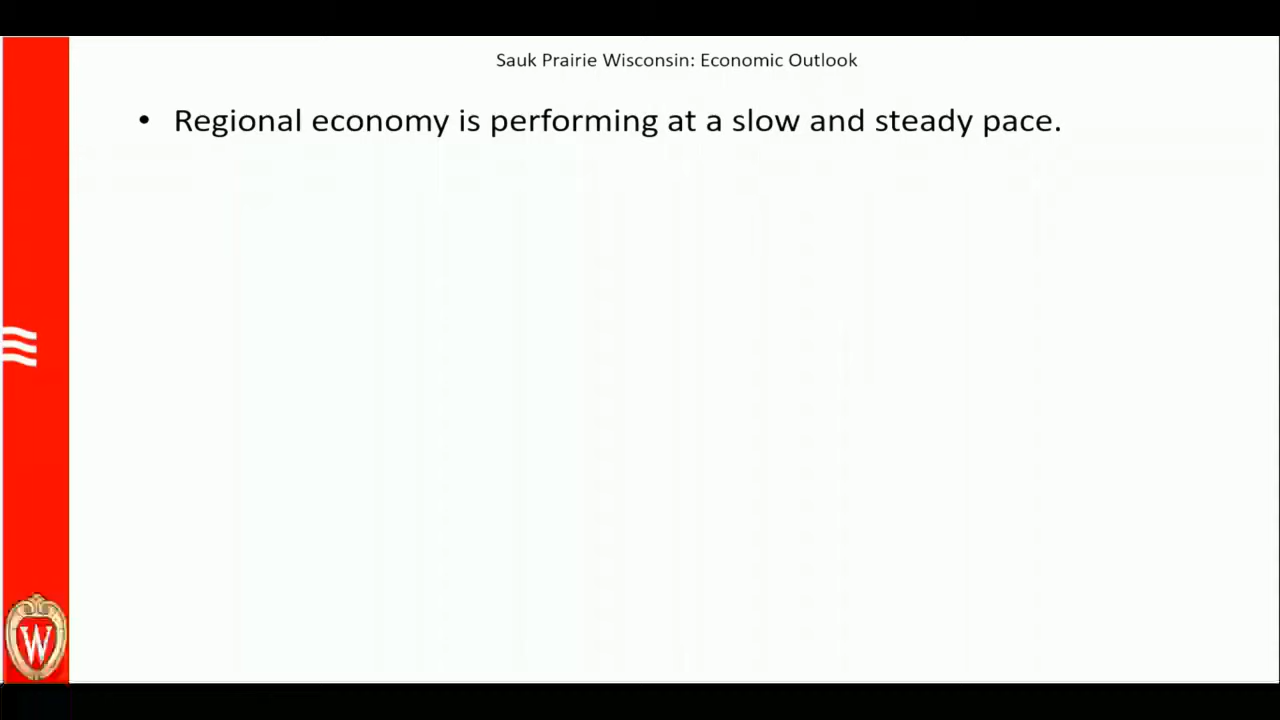 Sauk Prairie Wisconsin: Economic Outlook
• Regional economy is performing at a slow and steady pace.
W